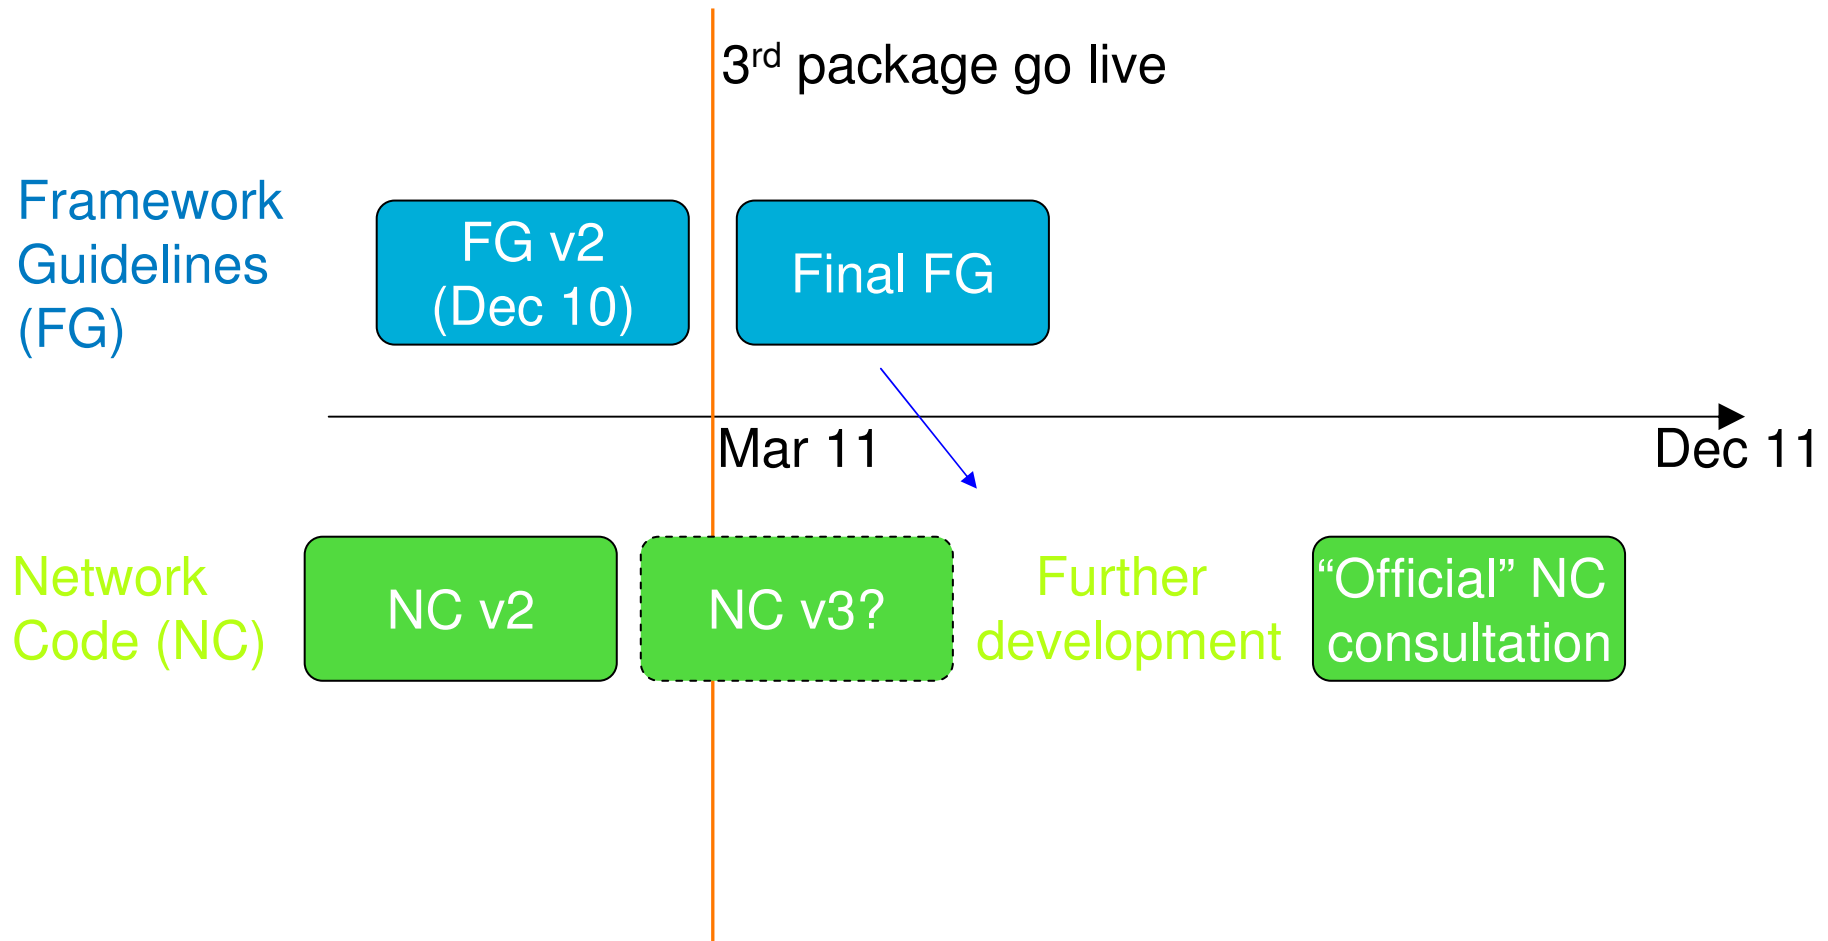 3rd package go live
Framework
Guidelines
(FG)
FG v2
(Dec 10)
Final FG
Mar 11
Dec 11
Network
Code (NC)
NC v2
NC v3?
Further
development
“Official” NC
consultation